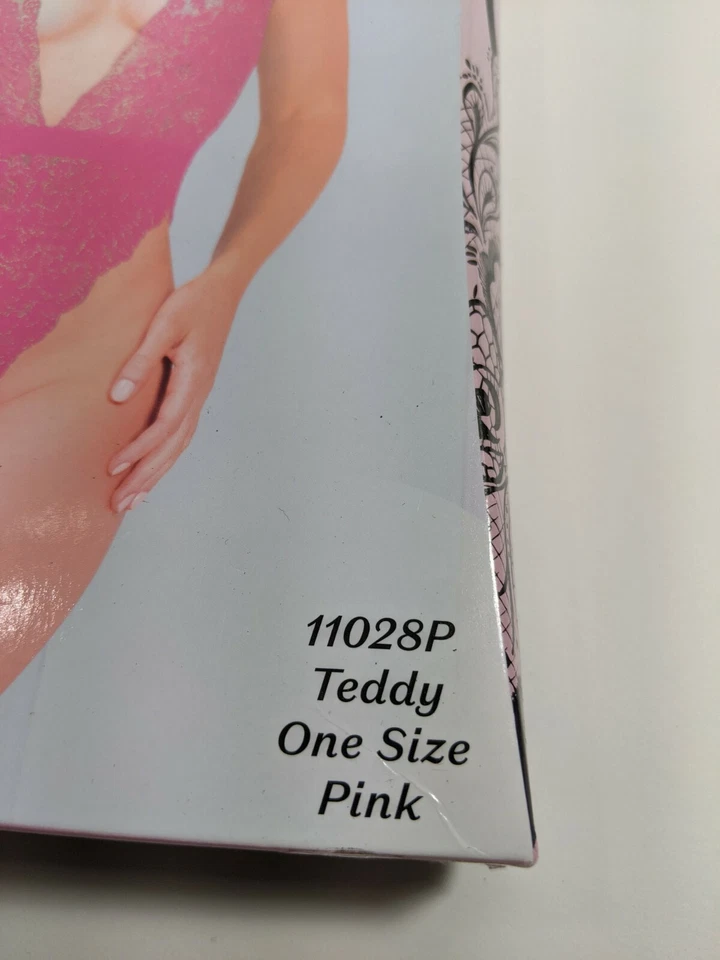 11028P
Teddy
One Size
Pink